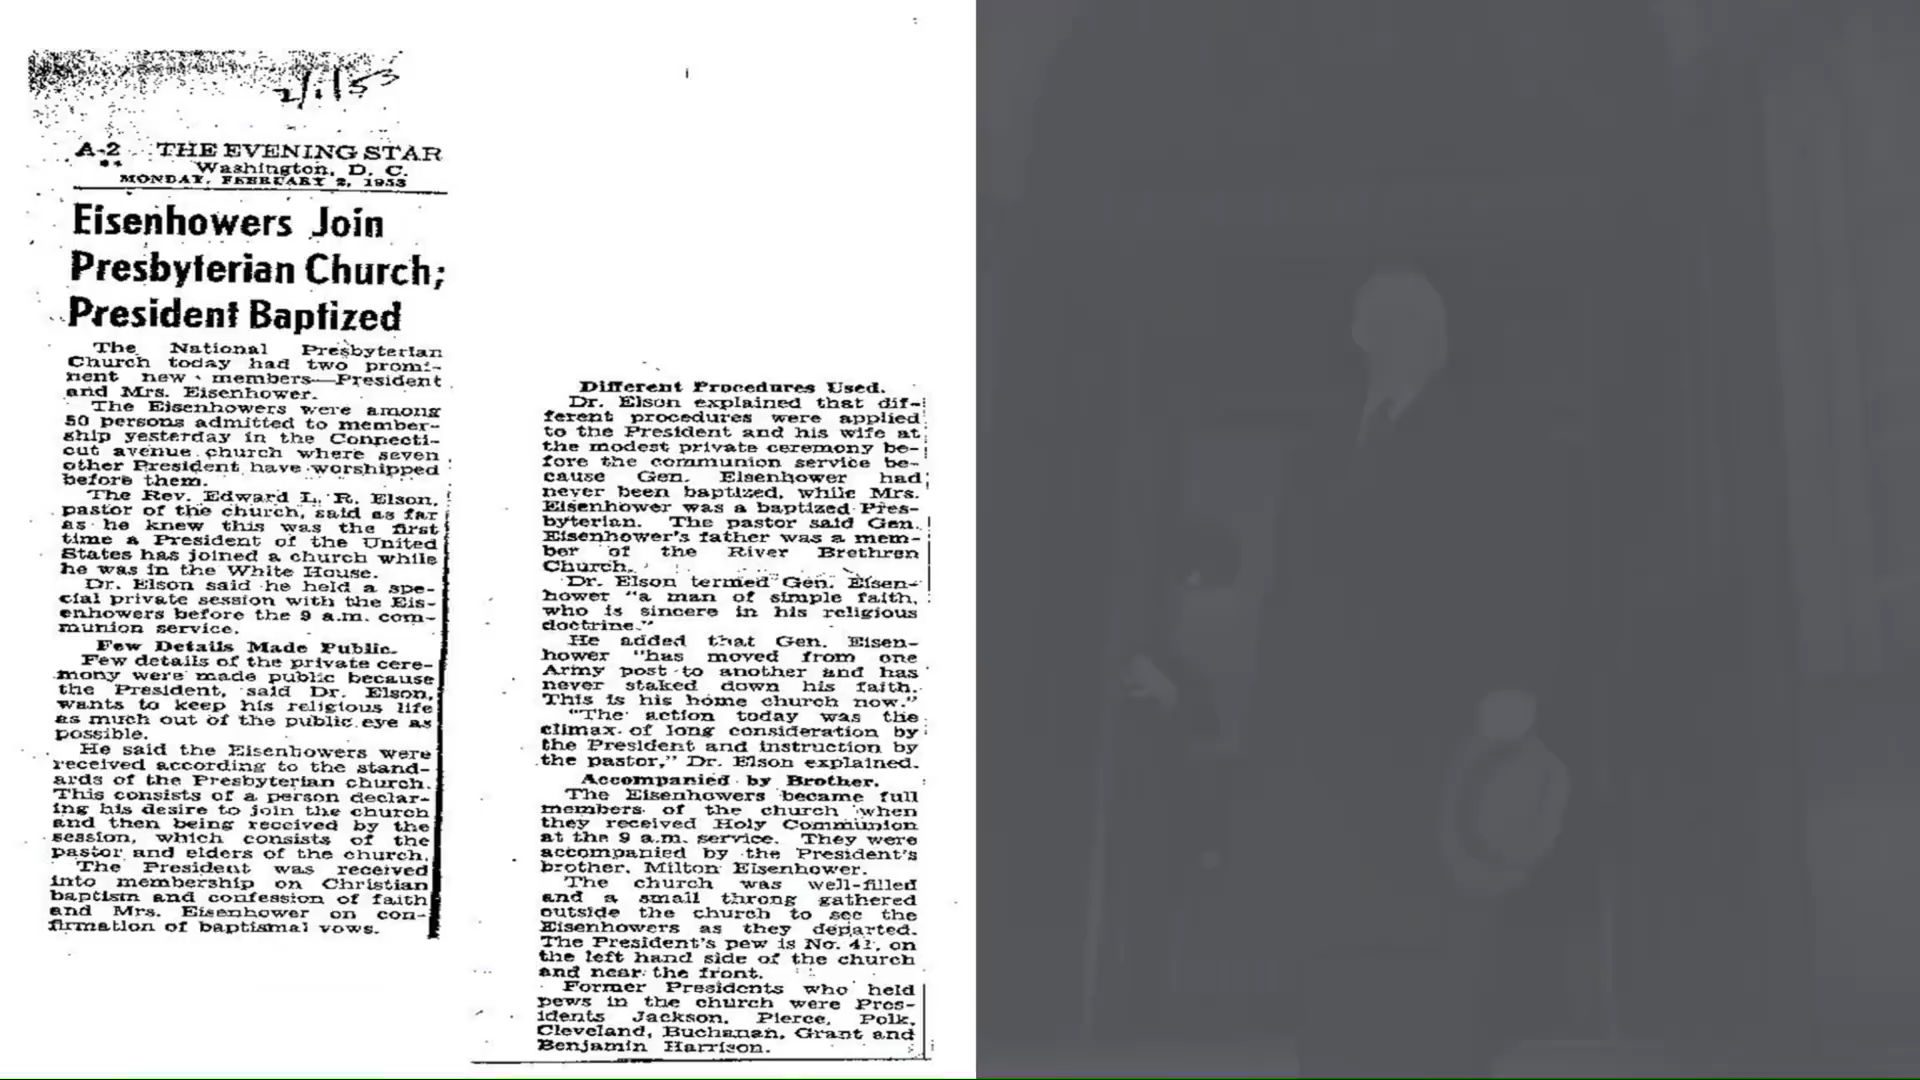 2/1/53
A-2 THE EVENING STAR
** Washington, D. C.
MONDAY, FEBRUARY 2, 1953
Eisenhowers Join
Presbyterian Church;
President Baptized
The National Presbyterian
Church today had two promi-
nent new members—President
and Mrs. Eisenhower.
The Eisenhowers were among
50 persons admitted to member-
ship yesterday in the Connecti-
cut avenue church where seven
other President have worshipped
before them.
The Rev. Edward L. R. Elson,
pastor of the church, said as far
as he knew this was the first
time a President of the United
States has joined a church while
he was in the White House.
Dr. Elson said he held a spe-
cial private session with the Eis-
enhowers before the 9 a.m. com-
munion service.
Few Details Made Public.
Few details of the private cere-
mony were made public because
the President, said Dr. Elson,
wants to keep his religious life
as much out of the public eye as
possible.
He said the Eisenhowers were
received according to the stand-
ards of the Presbyterian church.
This consists of a person declar-
ing his desire to join the church
and then being received by the
session, which consists of the
pastor and elders of the church.
The President was received
into membership on Christian
baptism and confession of faith
and Mrs. Eisenhower on con-
firmation of baptismal vows.
Different Procedures Used.
Dr. Elson explained that dif-
ferent procedures were applied
to the President and his wife at
the modest private ceremony be-
fore the communion service be-
cause Gen. Eisenhower had
never been baptized, while Mrs.
Eisenhower was a baptized Pres-
byterian. The pastor said Gen.
Eisenhower's father was a mem-
ber of the River Brethren
Church.
Dr. Elson termed Gen. Eisen-
hower "a man of simple faith,
who is sincere in his religious
doctrine."
He added that Gen. Eisen-
hower "has moved from one
Army post to another and has
never staked down his faith.
This is his home church now."
"The action today was the
climax of long consideration by
the President and instruction by
the pastor," Dr. Elson explained.
Accompanied by Brother.
The Eisenhowers became full
members of the church when
they received Holy Communion
at the 9 a.m. service. They were
accompanied by the President's
brother, Milton Eisenhower.
The church was well-filled
and a small throng gathered
outside the church to see the
Eisenhowers as they departed.
The President's pew is No. 41, on
the left hand side of the church
and near the front.
Former Presidents who held
pews in the church were Pres-
idents Jackson, Pierce, Polk,
Cleveland, Buchanan, Grant and
Benjamin Harrison.